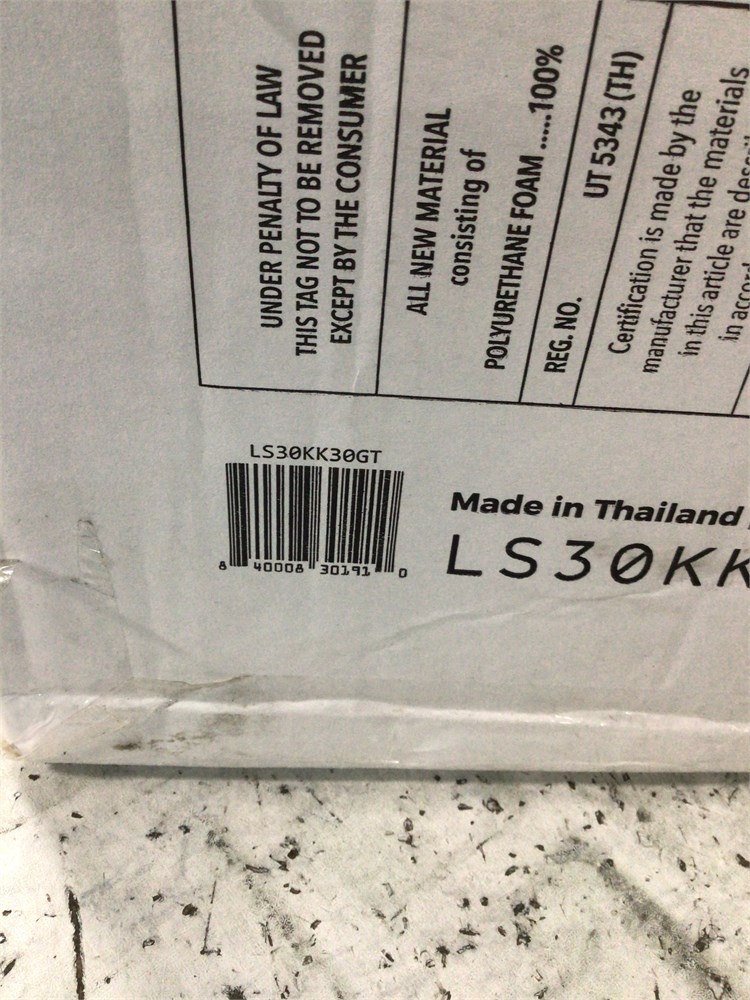 UNDER PENALTY OF LAW
THIS TAG NOT TO BE REMOVED
EXCEPT BY THE CONSUMER
ALL NEW MATERIAL
consisting of
POLYURETHANE FOAM .....100%
REG. NO. UT 5343 (TH)
Certification is made by the
manufacturer that the materials
in this article are
in
LS30KK30GT
8 40008 30191 0
Made in Thailand
LS30KK